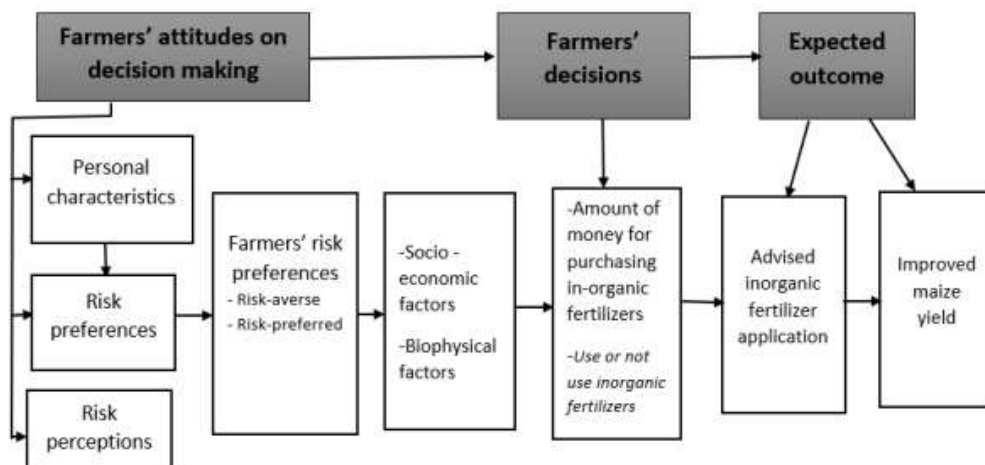 Farmers' attitudes on
decision making
Farmers'
decisions
Expected
outcome
Personal
characteristics
Risk
preferences
Risk
perceptions
Farmers' risk
preferences
- Risk-averse
- Risk-preferred
-Socio -
economic
factors
-Biophysical
factors
-Amount of
money for
purchasing
in-organic
fertilizers
-Use or not
use inorganic
fertilizers
Advised
inorganic
fertilizer
application
Improved
maize
yield